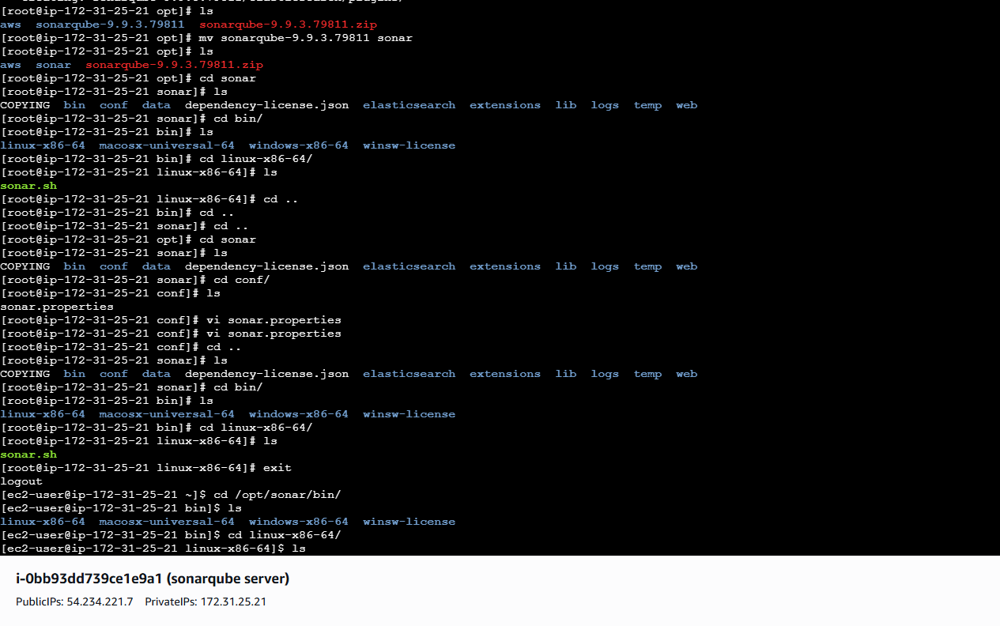 [root@ip-172-31-25-21 opt]# ls
aws  sonarqube-9.9.3.79811  sonarqube-9.9.3.79811.zip
[root@ip-172-31-25-21 opt]# mv sonarqube-9.9.3.79811 sonar
[root@ip-172-31-25-21 opt]# ls
aws  sonar  sonarqube-9.9.3.79811.zip
[root@ip-172-31-25-21 opt]# cd sonar
[root@ip-172-31-25-21 sonar]# ls
COPYING  bin  conf  data  dependency-license.json  elasticsearch  extensions  lib  logs  temp  web
[root@ip-172-31-25-21 sonar]# cd bin/
[root@ip-172-31-25-21 bin]# ls
linux-x86-64  macosx-universal-64  windows-x86-64  winsw-license
[root@ip-172-31-25-21 bin]# cd linux-x86-64/
[root@ip-172-31-25-21 linux-x86-64]# ls
sonar.sh
[root@ip-172-31-25-21 linux-x86-64]# cd ..
[root@ip-172-31-25-21 bin]# cd ..
[root@ip-172-31-25-21 sonar]# cd ..
[root@ip-172-31-25-21 opt]# cd sonar
[root@ip-172-31-25-21 sonar]# ls
COPYING  bin  conf  data  dependency-license.json  elasticsearch  extensions  lib  logs  temp  web
[root@ip-172-31-25-21 sonar]# cd conf/
[root@ip-172-31-25-21 conf]# ls
sonar.properties
[root@ip-172-31-25-21 conf]# vi sonar.properties
[root@ip-172-31-25-21 conf]# vi sonar.properties
[root@ip-172-31-25-21 conf]# cd ..
[root@ip-172-31-25-21 sonar]# ls
COPYING  bin  conf  data  dependency-license.json  elasticsearch  extensions  lib  logs  temp  web
[root@ip-172-31-25-21 sonar]# cd bin/
[root@ip-172-31-25-21 bin]# ls
linux-x86-64  macosx-universal-64  windows-x86-64  winsw-license
[root@ip-172-31-25-21 bin]# cd linux-x86-64/
[root@ip-172-31-25-21 linux-x86-64]# ls
sonar.sh
[root@ip-172-31-25-21 linux-x86-64]# exit
logout
[ec2-user@ip-172-31-25-21 ~]$ cd /opt/sonar/bin/
[ec2-user@ip-172-31-25-21 bin]$ ls
linux-x86-64  macosx-universal-64  windows-x86-64  winsw-license
[ec2-user@ip-172-31-25-21 bin]$ cd linux-x86-64/
[ec2-user@ip-172-31-25-21 linux-x86-64]$ ls
i-0bb93dd739ce1e9a1 (sonarqube server)
PublicIPs: 54.234.221.7  PrivateIPs: 172.31.25.21